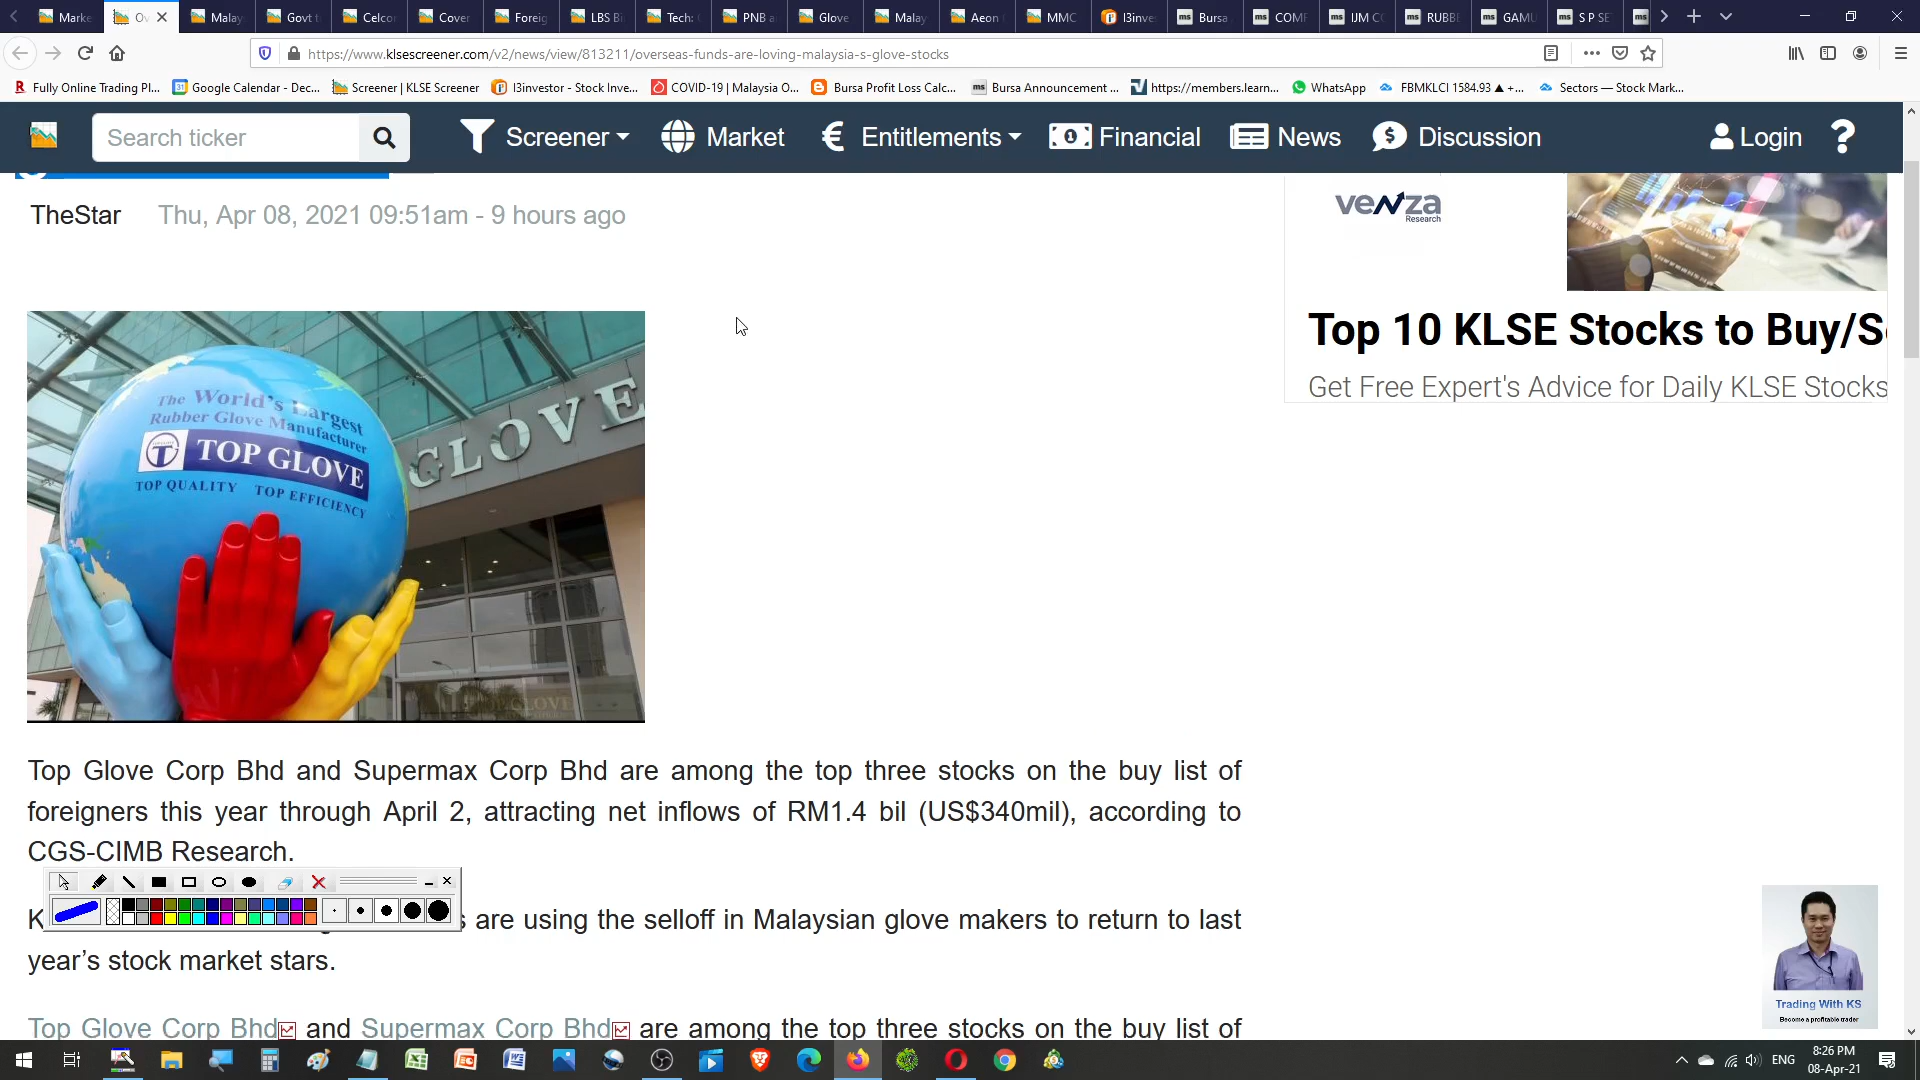 Marke
Ov
Malay
Govt t
Celcor
Cover
Foreig
LBS Bi
Tech:
PNB a
Glove
Malay
Aeon
MMC
I3inve
Bursa
COMP
IJM CC
RUBBE
GAMU
S P SE
https://www.klsescreener.com/v2/news/view/813211/overseas-funds-are-loving-malaysia-s-glove-stocks
Fully Online Trading Pl...
Google Calendar - Dec...
Screener | KLSE Screener
I3investor - Stock Inve...
COVID-19 | Malaysia O...
Bursa Profit Loss Calc...
Bursa Announcement ...
https://members.learn...
WhatsApp
FBMKLCI 1584.93 ▲ +...
Sectors — Stock Mark...
Search ticker
Screener
Market
Entitlements
Financial
News
Discussion
Login
TheStar Thu, Apr 08, 2021 09:51am - 9 hours ago
venza
Research
Top 10 KLSE Stocks to Buy/S
Get Free Expert's Advice for Daily KLSE Stocks
The World's Largest
Rubber Glove Manufacturer
TOP GLOVE
TOP QUALITY TOP EFFICIENCY
GLOVE
Top Glove Corp Bhd and Supermax Corp Bhd are among the top three stocks on the buy list of
foreigners this year through April 2, attracting net inflows of RM1.4 bil (US$340mil), according to
CGS-CIMB Research.
are using the selloff in Malaysian glove makers to return to last
year's stock market stars.
Top Glove Corp Bhd and Supermax Corp Bhd are among the top three stocks on the buy list of
Trading With KS
Become a profitable trader
ENG
8:26 PM
08-Apr-21